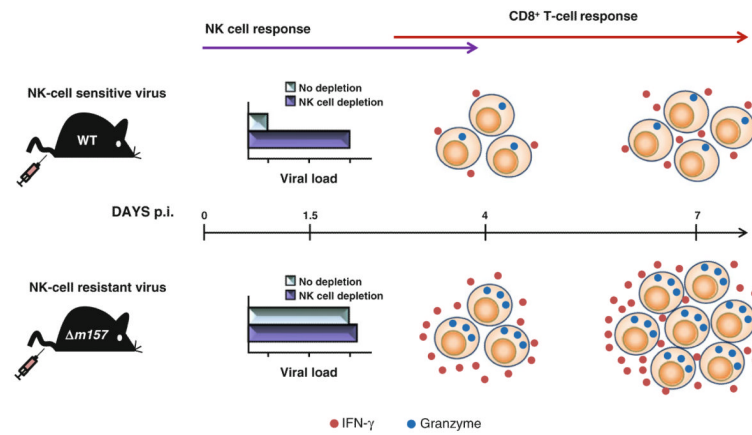 NK cell response
CD8⁺ T-cell response
NK-cell sensitive virus
WT
No depletion
NK cell depletion
Viral load
DAYS p.i.
0
1.5
4
7
NK-cell resistant virus
Δm157
No depletion
NK cell depletion
Viral load
IFN-γ
Granzyme